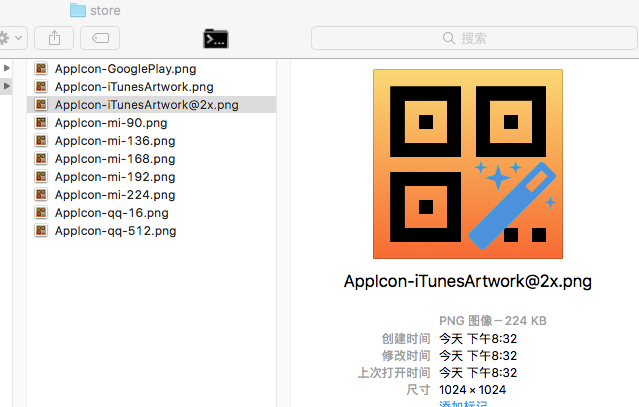 store
搜索
AppIcon-GooglePlay.png
AppIcon-iTunesArtwork.png
AppIcon-iTunesArtwork@2x.png
AppIcon-mi-90.png
AppIcon-mi-136.png
AppIcon-mi-168.png
AppIcon-mi-192.png
AppIcon-mi-224.png
AppIcon-qq-16.png
AppIcon-qq-512.png
AppIcon-iTunesArtwork@2x.png
PNG 图像 – 224 KB
创建时间 今天 下午8:32
修改时间 今天 下午8:32
上次打开时间 今天 下午8:32
尺寸 1024 × 1024
添加标记